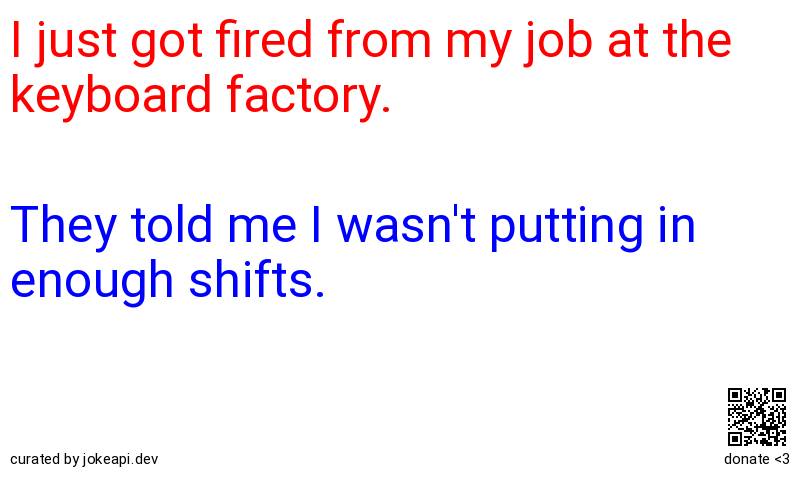 I just got fired from my job at the
keyboard factory.
They told me I wasn't putting in
enough shifts.
curated by jokeapi.dev
donate <3